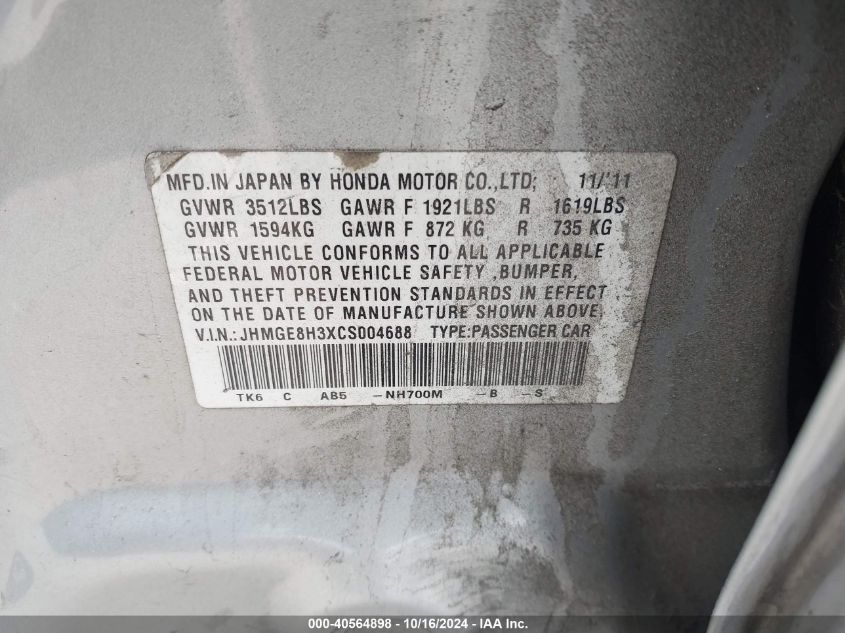 MFD.IN JAPAN BY HONDA MOTOR CO.,LTD; 11/'11
GVWR 3512LBS GAWR F 1921LBS R 1619LBS
GVWR 1594KG GAWR F 872 KG R 735 KG
THIS VEHICLE CONFORMS TO ALL APPLICABLE
FEDERAL MOTOR VEHICLE SAFETY ,BUMPER,
AND THEFT PREVENTION STANDARDS IN EFFECT
ON THE DATE OF MANUFACTURE SHOWN ABOVE.
V.I.N.:JHMGE8H3XCS004688 TYPE:PASSENGER CAR
TK6 C AB5 -NH700M -B -S
000-40564898 - 10/16/2024 - IAA Inc.